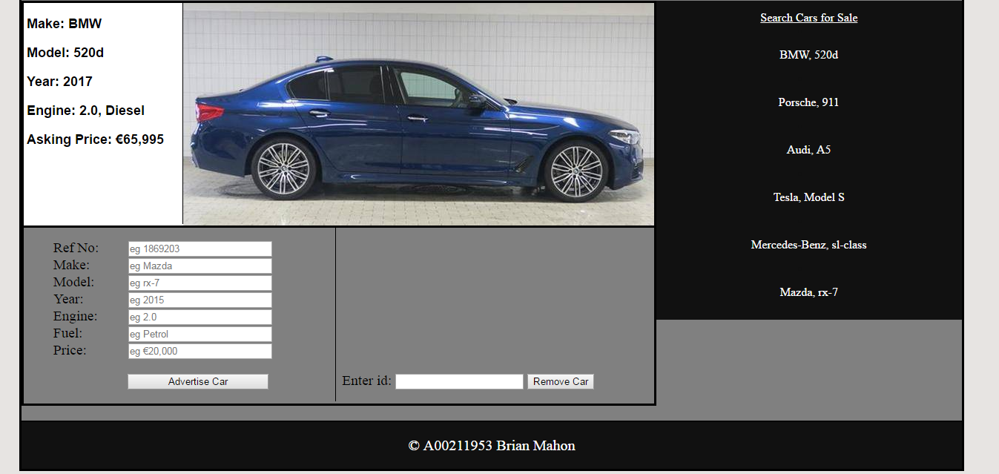 Make: BMW
Model: 520d
Year: 2017
Engine: 2.0, Diesel
Asking Price: €65,995
Search Cars for Sale
BMW, 520d
Porsche, 911
Audi, A5
Tesla, Model S
Mercedes-Benz, sl-class
Mazda, rx-7
Ref No: eg 1869203
Make: eg Mazda
Model: eg rx-7
Year: eg 2015
Engine: eg 2.0
Fuel: eg Petrol
Price: eg €20,000
Advertise Car
Enter id: Remove Car
© A00211953 Brian Mahon